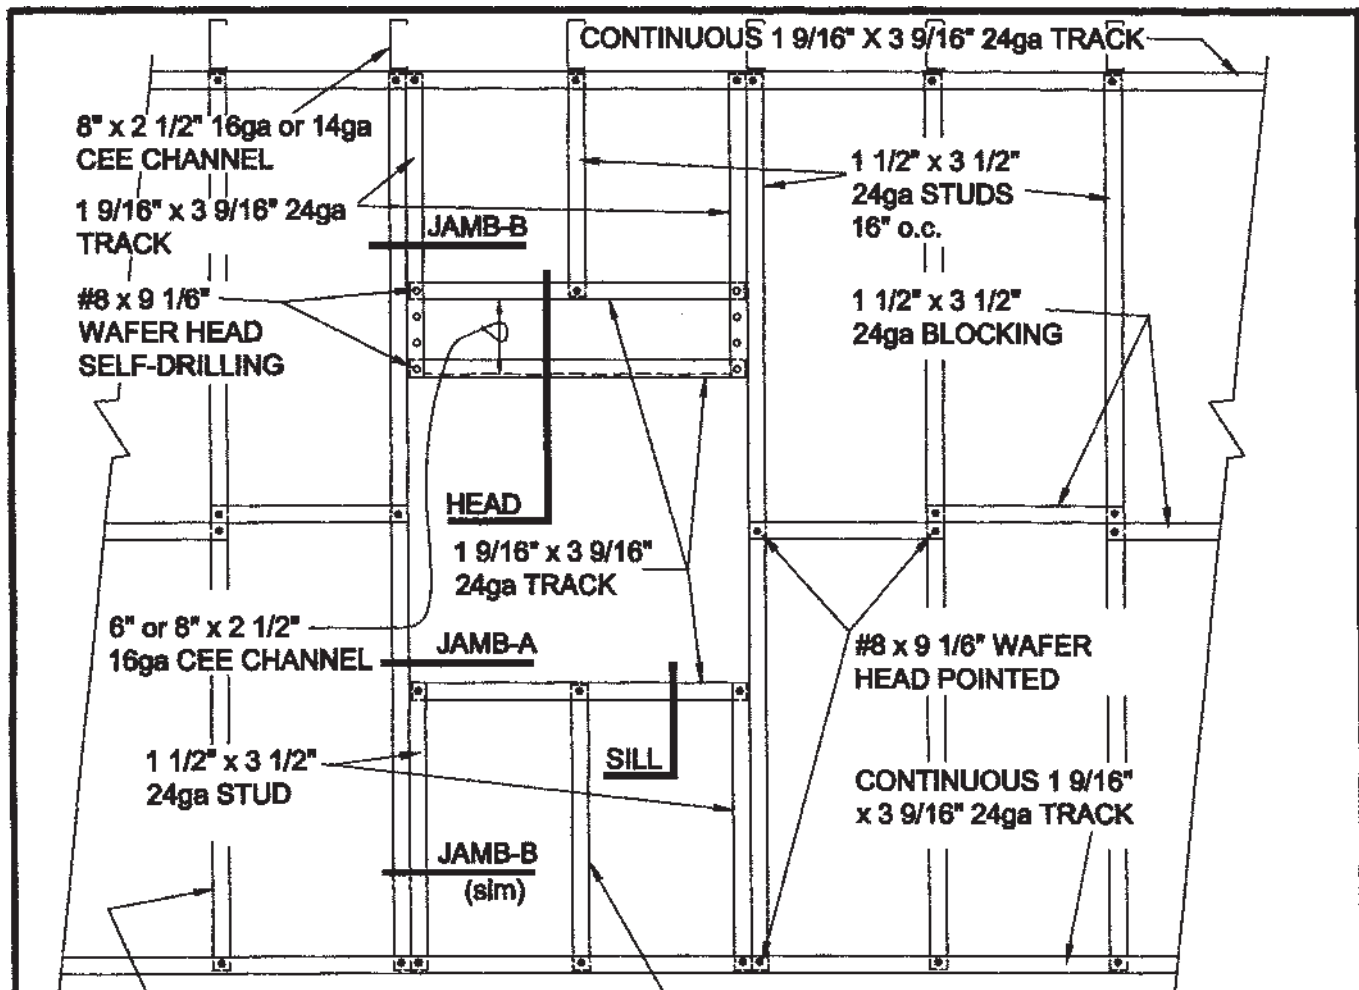 CONTINUOUS 1 9/16" X 3 9/16" 24ga TRACK
8" x 2 1/2" 16ga or 14ga
CEE CHANNEL
1 9/16" x 3 9/16" 24ga
TRACK
JAMB-B
1 1/2" x 3 1/2"
24ga STUDS
16" o.c.
#8 x 9 1/6"
WAFER HEAD
SELF-DRILLING
1 1/2" x 3 1/2"
24ga BLOCKING
HEAD
1 9/16" x 3 9/16"
24ga TRACK
6" or 8" x 2 1/2"
16ga CEE CHANNEL
JAMB-A
#8 x 9 1/6" WAFER
HEAD POINTED
1 1/2" x 3 1/2"
24ga STUD
SILL
CONTINUOUS 1 9/16"
x 3 9/16" 24ga TRACK
JAMB-B
(sim)